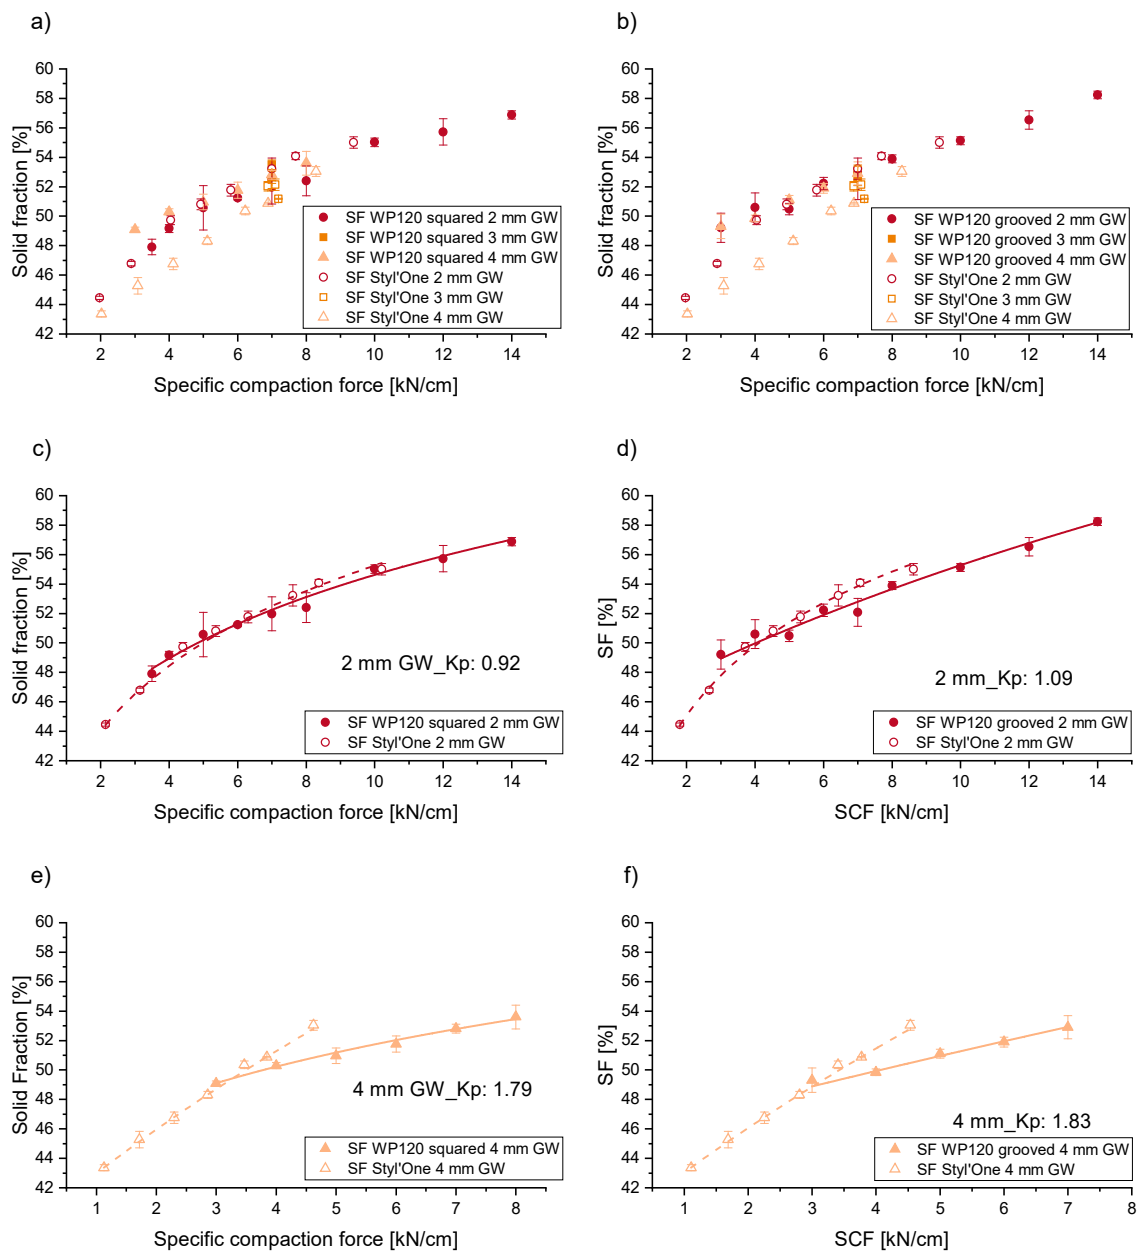 a)
60
58
56
54
52
50
48
46
44
42
Solid fraction [%]
SF WP120 squared 2 mm GW
SF WP120 squared 3 mm GW
SF WP120 squared 4 mm GW
SF Styl'One 2 mm GW
SF Styl'One 3 mm GW
SF Styl'One 4 mm GW
2 4 6 8 10 12 14
Specific compaction force [kN/cm]
b)
60
58
56
54
52
50
48
46
44
42
Solid fraction [%]
SF WP120 grooved 2 mm GW
SF WP120 grooved 3 mm GW
SF WP120 grooved 4 mm GW
SF Styl'One 2 mm GW
SF Styl'One 3 mm GW
SF Styl'One 4 mm GW
2 4 6 8 10 12 14
Specific compaction force [kN/cm]
c)
60
58
56
54
52
50
48
46
44
42
Solid fraction [%]
2 mm GW_Kp: 0.92
SF WP120 squared 2 mm GW
SF Styl'One 2 mm GW
2 4 6 8 10 12 14
Specific compaction force [kN/cm]
d)
60
58
56
54
52
50
48
46
44
42
SF [%]
2 mm_Kp: 1.09
SF WP120 grooved 2 mm GW
SF Styl'One 2 mm GW
2 4 6 8 10 12 14
SCF [kN/cm]
e)
60
58
56
54
52
50
48
46
44
42
Solid Fraction [%]
4 mm GW_Kp: 1.79
SF WP120 squared 4 mm GW
SF Styl'One 4 mm GW
1 2 3 4 5 6 7 8
Specific compaction force [kN/cm]
f)
60
58
56
54
52
50
48
46
44
42
SF [%]
4 mm_Kp: 1.83
SF WP120 grooved 4 mm GW
SF Styl'One 4 mm GW
1 2 3 4 5 6 7 8
SCF [kN/cm]